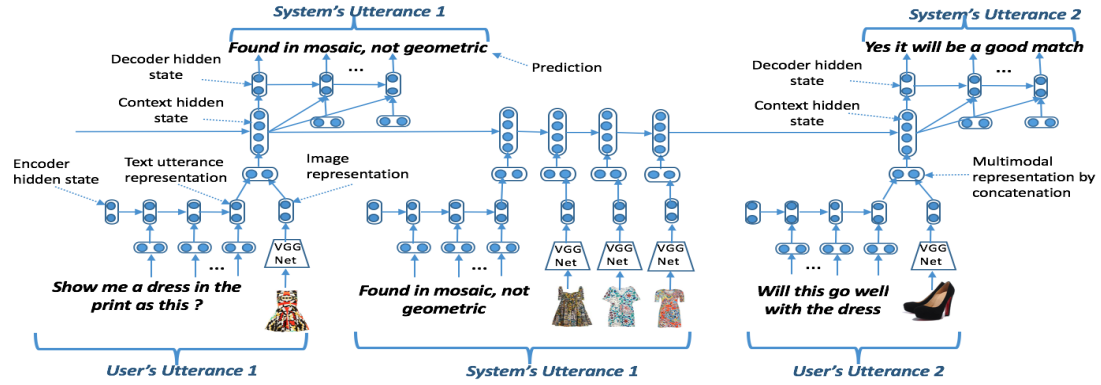 System's Utterance 1
Found in mosaic, not geometric
Decoder hidden
state
...
Prediction
Context hidden
state
Encoder
hidden state
Text utterance
representation
Image
representation
...
VGG
Net
Show me a dress in the
print as this ?
User's Utterance 1
...
VGG
Net
VGG
Net
VGG
Net
Found in mosaic, not
geometric
System's Utterance 1
System's Utterance 2
Yes it will be a good match
Decoder hidden
state
...
Context hidden
state
Multimodal
representation by
concatenation
...
VGG
Net
Will this go well
with the dress
User's Utterance 2